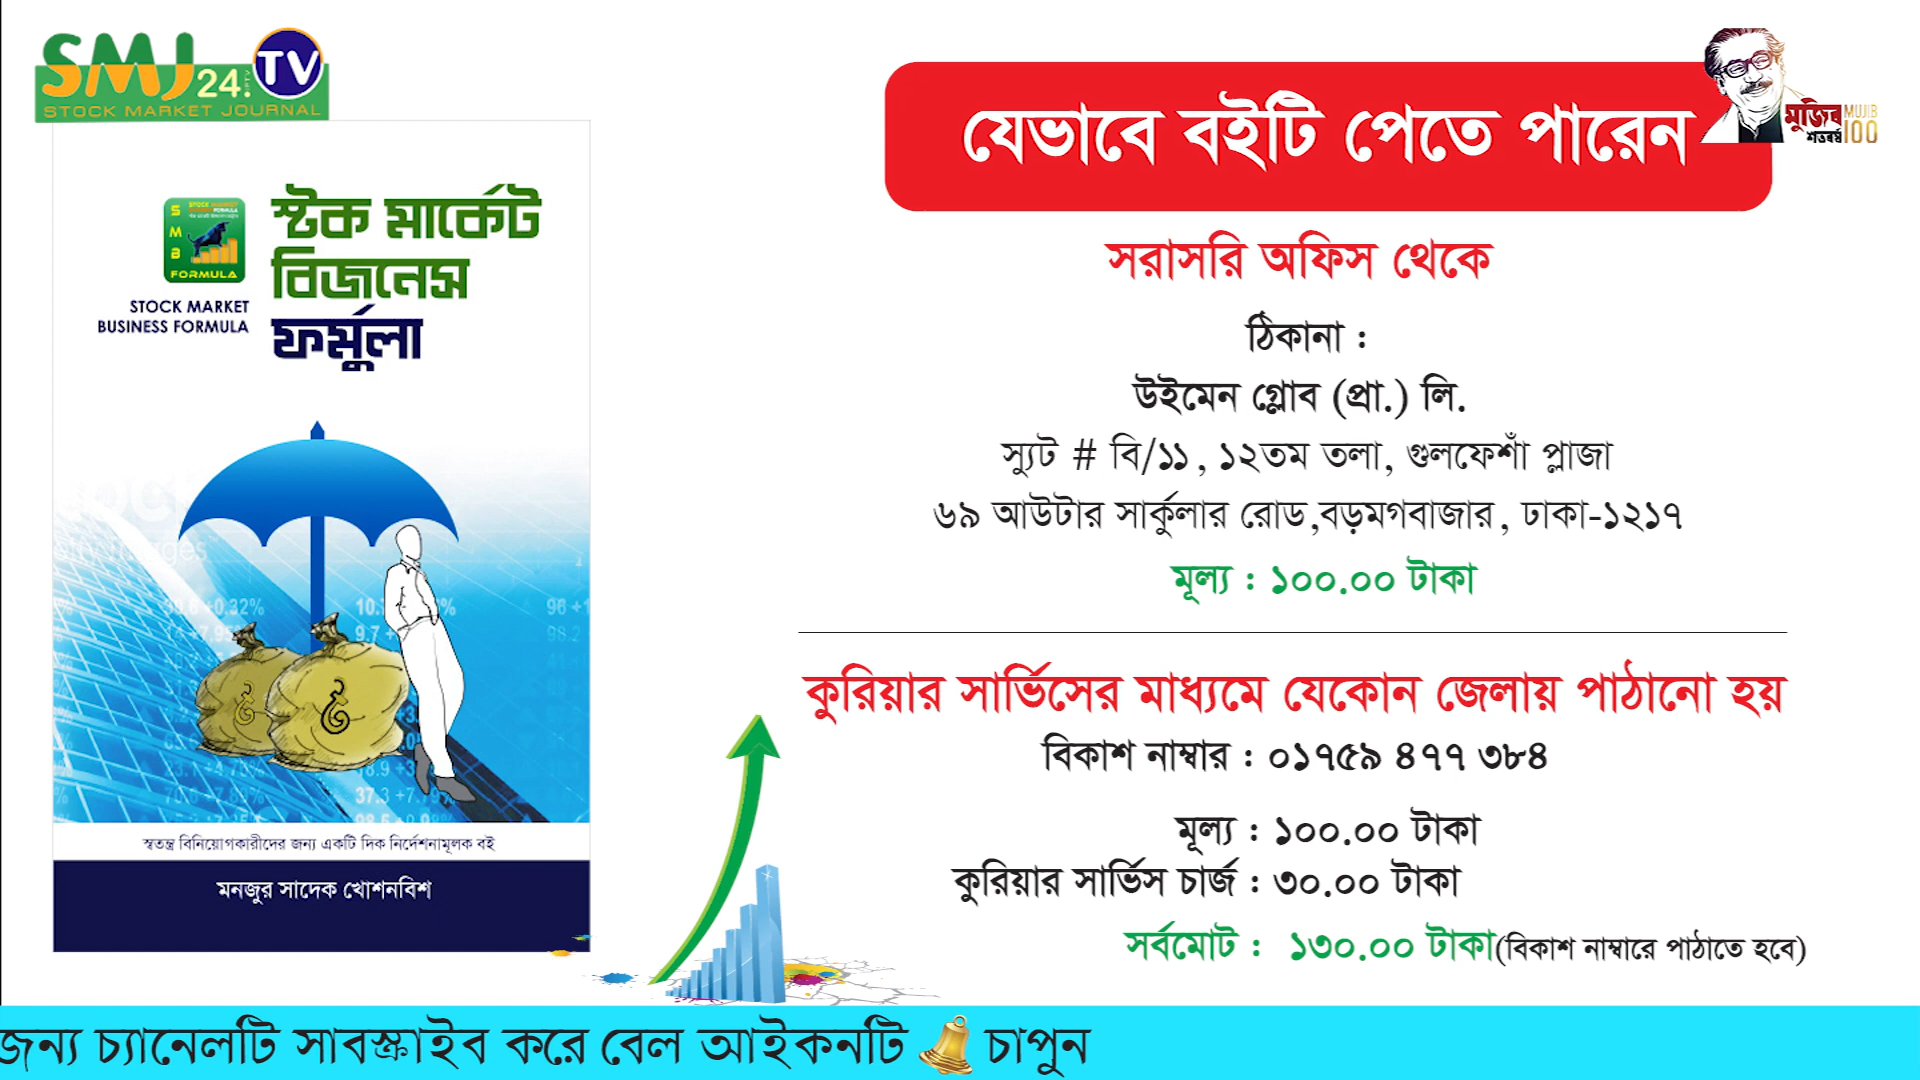 SMJ 24.TV
STOCK MARKET JOURNAL
স্টক মার্কেট
বিজনেস
ফর্মুলা
S
M
B
FORMULA
STOCK MARKET
BUSINESS FORMULA
স্বতন্ত্র বিনিয়োগকারীদের জন্য একটি দিক নির্দেশনামূলক বই
মনজুর সাদেক খোশনবিশ
যেভাবে বইটি পেতে পারেন
মুজিব
শতবর্ষ
MUJIB
100
সরাসরি অফিস থেকে
ঠিকানা :
উইমেন গ্লোব (প্রা.) লি.
স্যুট # বি/১১, ১২তম তলা, গুলফেশাঁ প্লাজা
৬৯ আউটার সার্কুলার রোড,বড়মগবাজার, ঢাকা-১২১৭
মূল্য : ১০০.০০ টাকা
কুরিয়ার সার্ভিসের মাধ্যমে যেকোন জেলায় পাঠানো হয়
বিকাশ নাম্বার : ০১৭৫৯ ৪৭৭ ৩৮৪
মূল্য : ১০০.০০ টাকা
কুরিয়ার সার্ভিস চার্জ : ৩০.০০ টাকা
সর্বমোট : ১৩০.০০ টাকা(বিকাশ নাম্বারে পাঠাতে হবে)
জন্য চ্যানেলটি সাবস্ক্রাইব করে বেল আইকনটি চাপুন